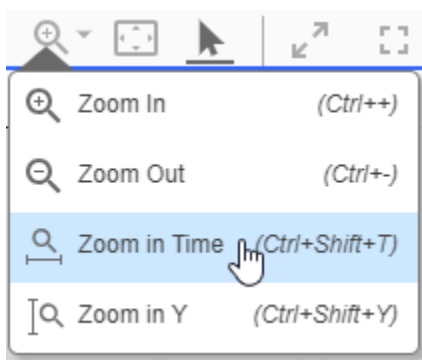 Zoom In (Ctrl++)
Zoom Out (Ctrl+-)
Zoom in Time (Ctrl+Shift+T)
Zoom in Y (Ctrl+Shift+Y)